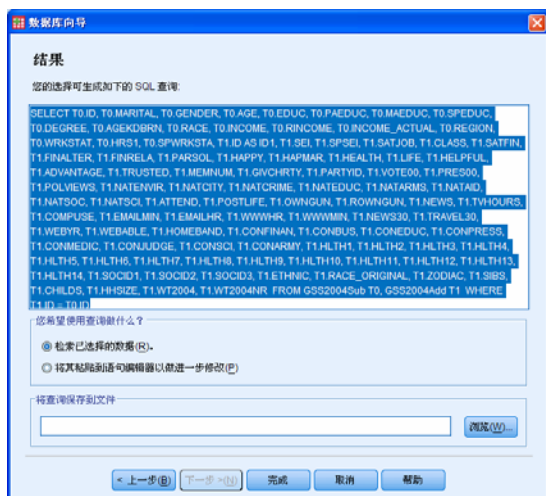 数据库向导
结果
您的选择可生成如下的 SQL 查询:
SELECT T0.ID, T0.MARITAL, T0.GENDER, T0.AGE, T0.EDUC, T0.PAEDUC, T0.MAEDUC, T0.SPEDUC,
T0.DEGREE, T0.AGEKDBRN, T0.RACE, T0.INCOME, T0.RINCOME, T0.INCOME_ACTUAL, T0.REGION,
T0.WRKSTAT, T0.HRS1, T0.SPWRKSTA, T1.ID AS ID1, T1.SEI, T1.SPSEI, T1.SATJOB, T1.CLASS, T1.SATFIN,
T1.FINALTER, T1.FINRELA, T1.PARSOL, T1.HAPPY, T1.HAPMAR, T1.HEALTH, T1.LIFE, T1.HELPFUL,
T1.ADVANTAGE, T1.TRUSTED, T1.MEMNUM, T1.GIVCHRTY, T1.PARTYID, T1.VOTE00, T1.PRES00,
T1.POLVIEWS, T1.NATENVIR, T1.NATCITY, T1.NATCRIME, T1.NATEDUC, T1.NATARMS, T1.NATAID,
T1.NATSOC, T1.NATSCI, T1.ATTEND, T1.POSTLIFE, T1.OWNGUN, T1.ROWNGUN, T1.NEWS, T1.TVHOURS,
T1.COMPUSE, T1.EMAILMIN, T1.EMAILHR, T1.WWWHR, T1.WWWMIN, T1.NEWS30, T1.TRAVEL30,
T1.WEBYR, T1.WEBABLE, T1.HOMEBAND, T1.CONFINAN, T1.CONBUS, T1.CONEDUC, T1.CONPRESS,
T1.CONMEDIC, T1.CONJUDGE, T1.CONSCI, T1.CONARMY, T1.HLTH1, T1.HLTH2, T1.HLTH3, T1.HLTH4,
T1.HLTH5, T1.HLTH6, T1.HLTH7, T1.HLTH8, T1.HLTH9, T1.HLTH10, T1.HLTH11, T1.HLTH12, T1.HLTH13,
T1.HLTH14, T1.SOCID1, T1.SOCID2, T1.SOCID3, T1.ETHNIC, T1.RACE_ORIGINAL, T1.ZODIAC, T1.SIBS,
T1.CHILDS, T1.HHSIZE, T1.WT2004, T1.WT2004NR FROM GSS2004Sub T0, GSS2004Add T1 WHERE
T1.ID = T0.ID
您希望使用查询做什么？
检索已选择的数据(R)。
将其粘贴到语句编辑器以做进一步修改(P)
将查询保存到文件
浏览(W)...
< 上一步(B) 下一步 >(N) 完成 取消 帮助